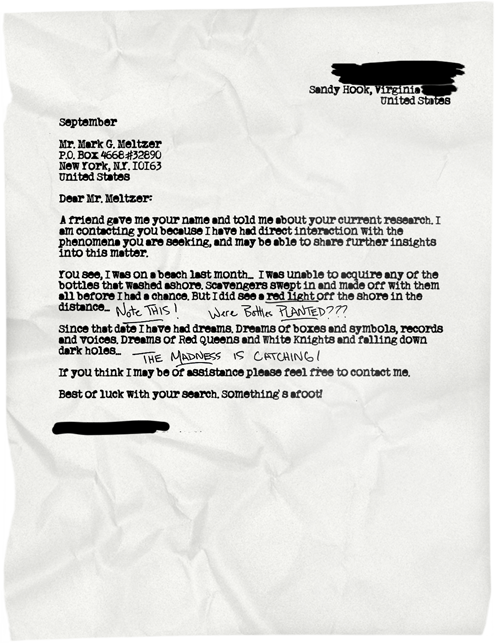 Sandy Hook, Virginia
United States
September
Mr. Mark G. Meltzer
P.O. Box 4668 #32890
New York, N.Y. 10163
United States
Dear Mr. Meltzer:
A friend gave me your name and told me about your current research. I
am contacting you because I have had direct interaction with the
phenomena you are seeking, and may be able to share further insights
into this matter.
You see, I was on a beach last month... I was unable to acquire any of the
bottles that washed ashore. Scavengers swept in and made off with them
all before I had a chance. But I did see a red light off the shore in the
distance... Note THIS! Were Bottles PLANTED???
Since that date I have had dreams. Dreams of boxes and symbols, records
and voices. Dreams of Red Queens and White Knights and falling down
dark holes... THE MADNESS IS CATCHING!
If you think I may be of assistance please feel free to contact me.
Best of luck with your search. Something's afoot!